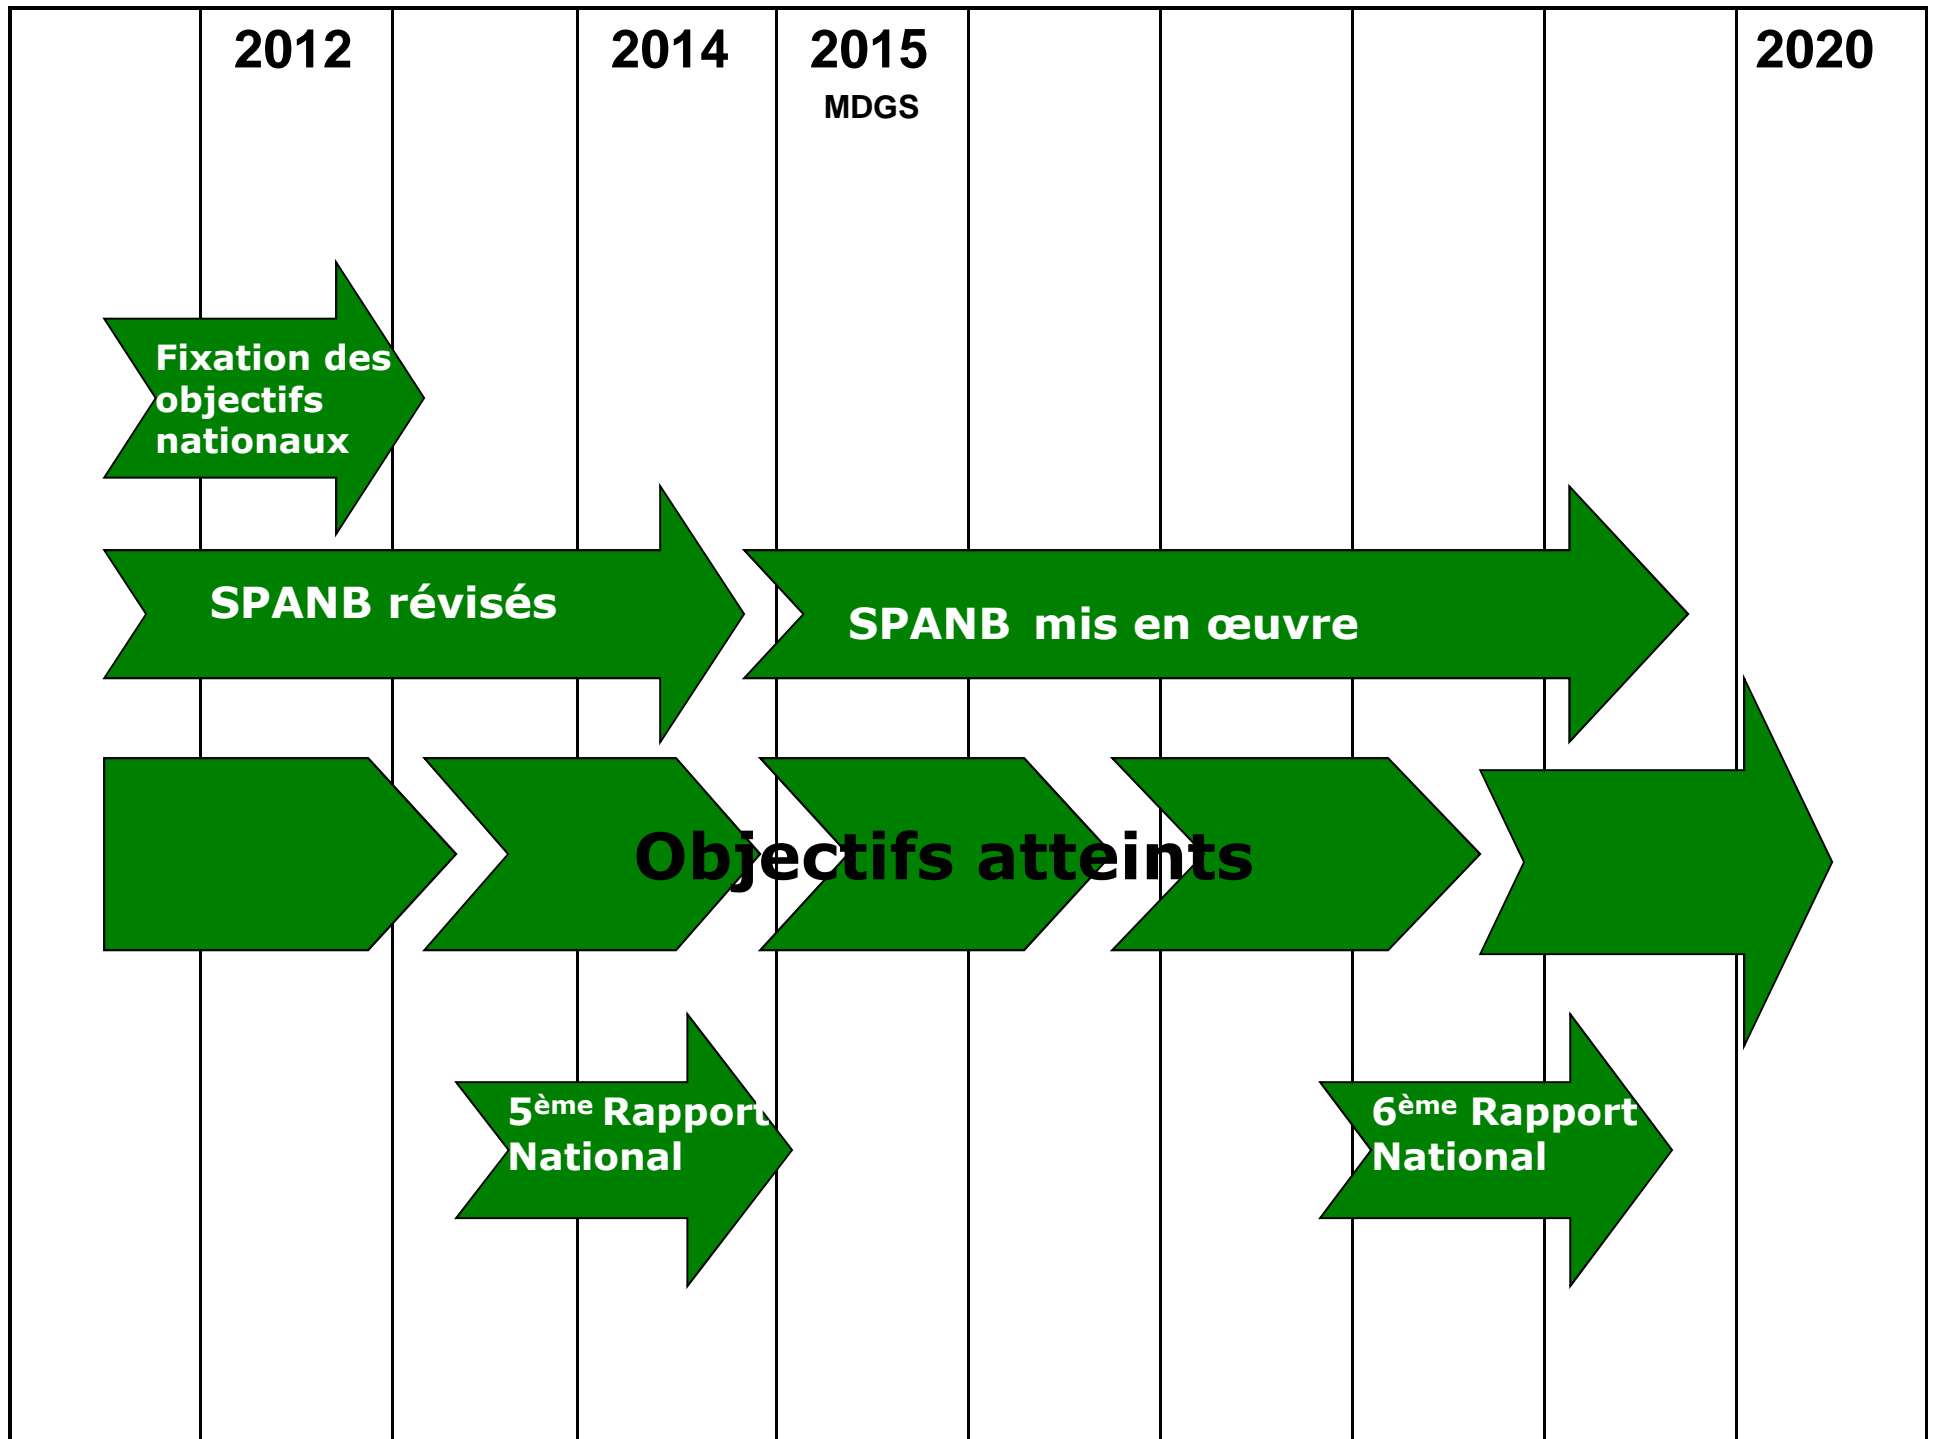 2012 2014 2015 2020
MDGS
Fixation des
objectifs
nationaux
SPANB révisés
SPANB mis en œuvre
Objectifs atteints
5ème Rapport
National
6ème Rapport
National